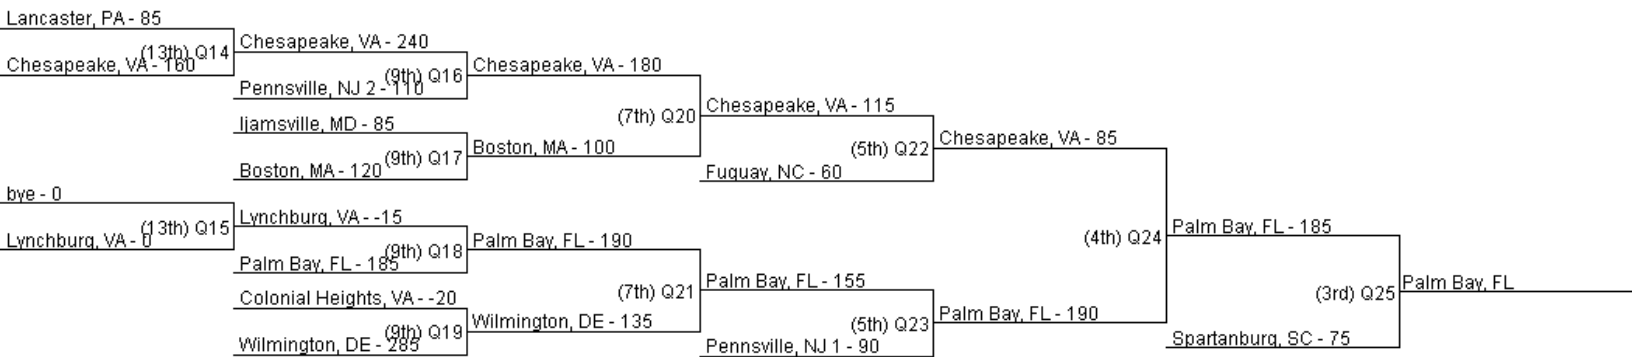 Lancaster, PA - 85
(13th) Q14
Chesapeake, VA - 160
Chesapeake, VA - 240
(9th) Q16
Pennsville, NJ 2 - 110
Ijamsville, MD - 85
(9th) Q17
Boston, MA - 120
Chesapeake, VA - 180
(7th) Q20
Boston, MA - 100
Chesapeake, VA - 115
(5th) Q22
Fuquay, NC - 60
Chesapeake, VA - 85
bye - 0
(13th) Q15
Lynchburg, VA - 0
Lynchburg, VA - -15
(9th) Q18
Palm Bay, FL - 185
Colonial Heights, VA - -20
(9th) Q19
Wilmington, DE - 285
Palm Bay, FL - 190
(7th) Q21
Wilmington, DE - 135
Palm Bay, FL - 155
(5th) Q23
Pennsville, NJ 1 - 90
Palm Bay, FL - 190
(4th) Q24
Palm Bay, FL - 185
(3rd) Q25
Spartanburg, SC - 75
Palm Bay, FL